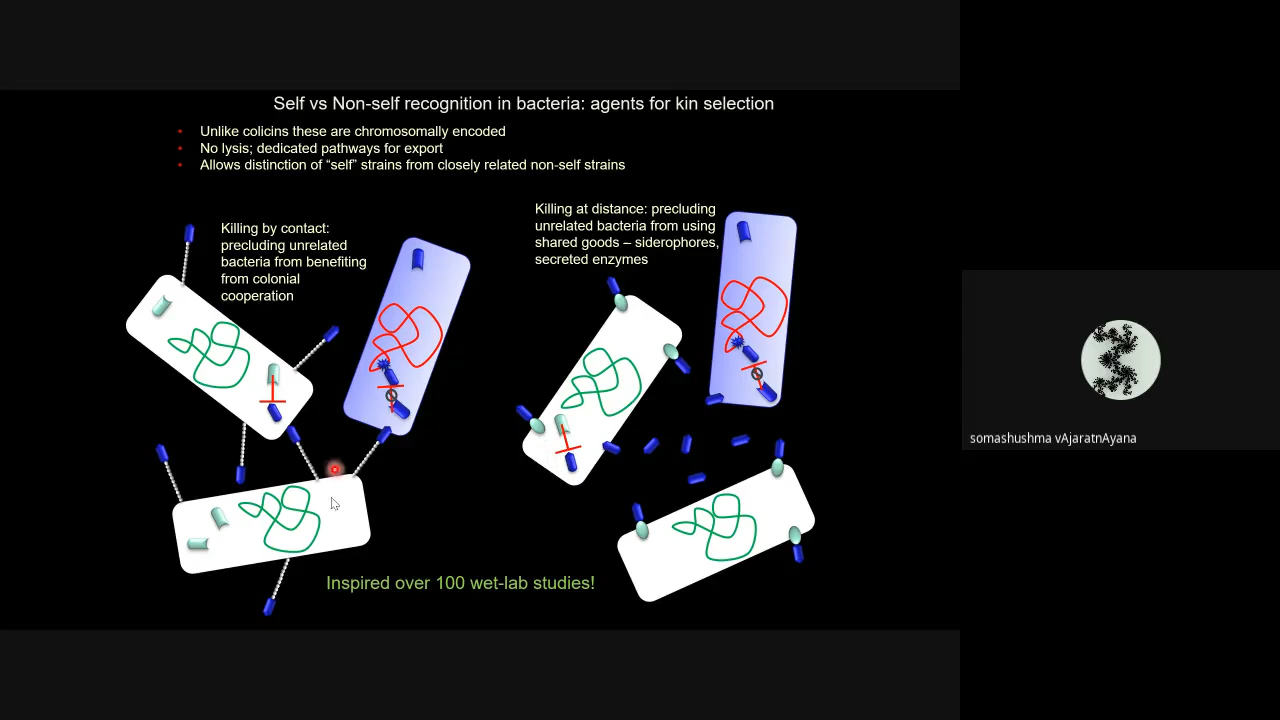 Self vs Non-self recognition in bacteria: agents for kin selection
• Unlike colicins these are chromosomally encoded
• No lysis; dedicated pathways for export
• Allows distinction of “self” strains from closely related non-self strains
Killing by contact:
precluding unrelated
bacteria from benefiting
from colonial
cooperation
Killing at distance: precluding
unrelated bacteria from using
shared goods – siderophores,
secreted enzymes
Inspired over 100 wet-lab studies!
somashushma vAjaratnAyana